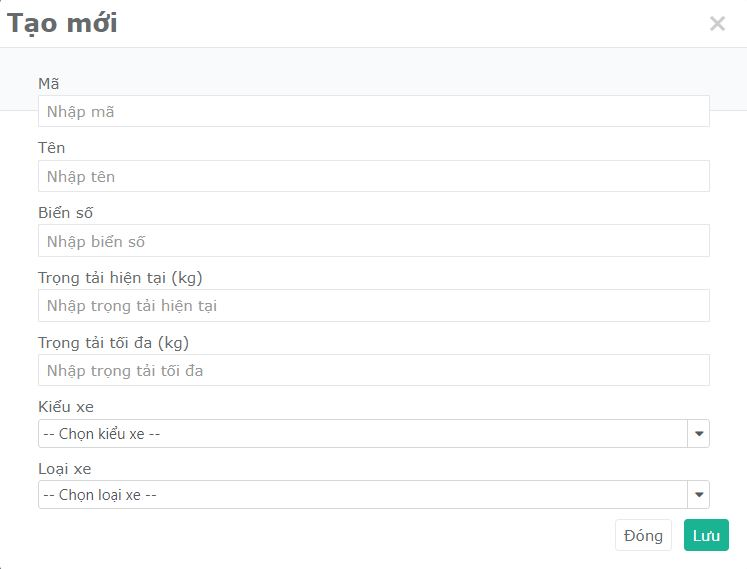 Tạo mới
×
Mã
Nhập mã
Tên
Nhập tên
Biển số
Nhập biển số
Trọng tải hiện tại (kg)
Nhập trọng tải hiện tại
Trọng tải tối đa (kg)
Nhập trọng tải tối đa
Kiểu xe
-- Chọn kiểu xe --
Loại xe
-- Chọn loại xe --
Đóng Lưu